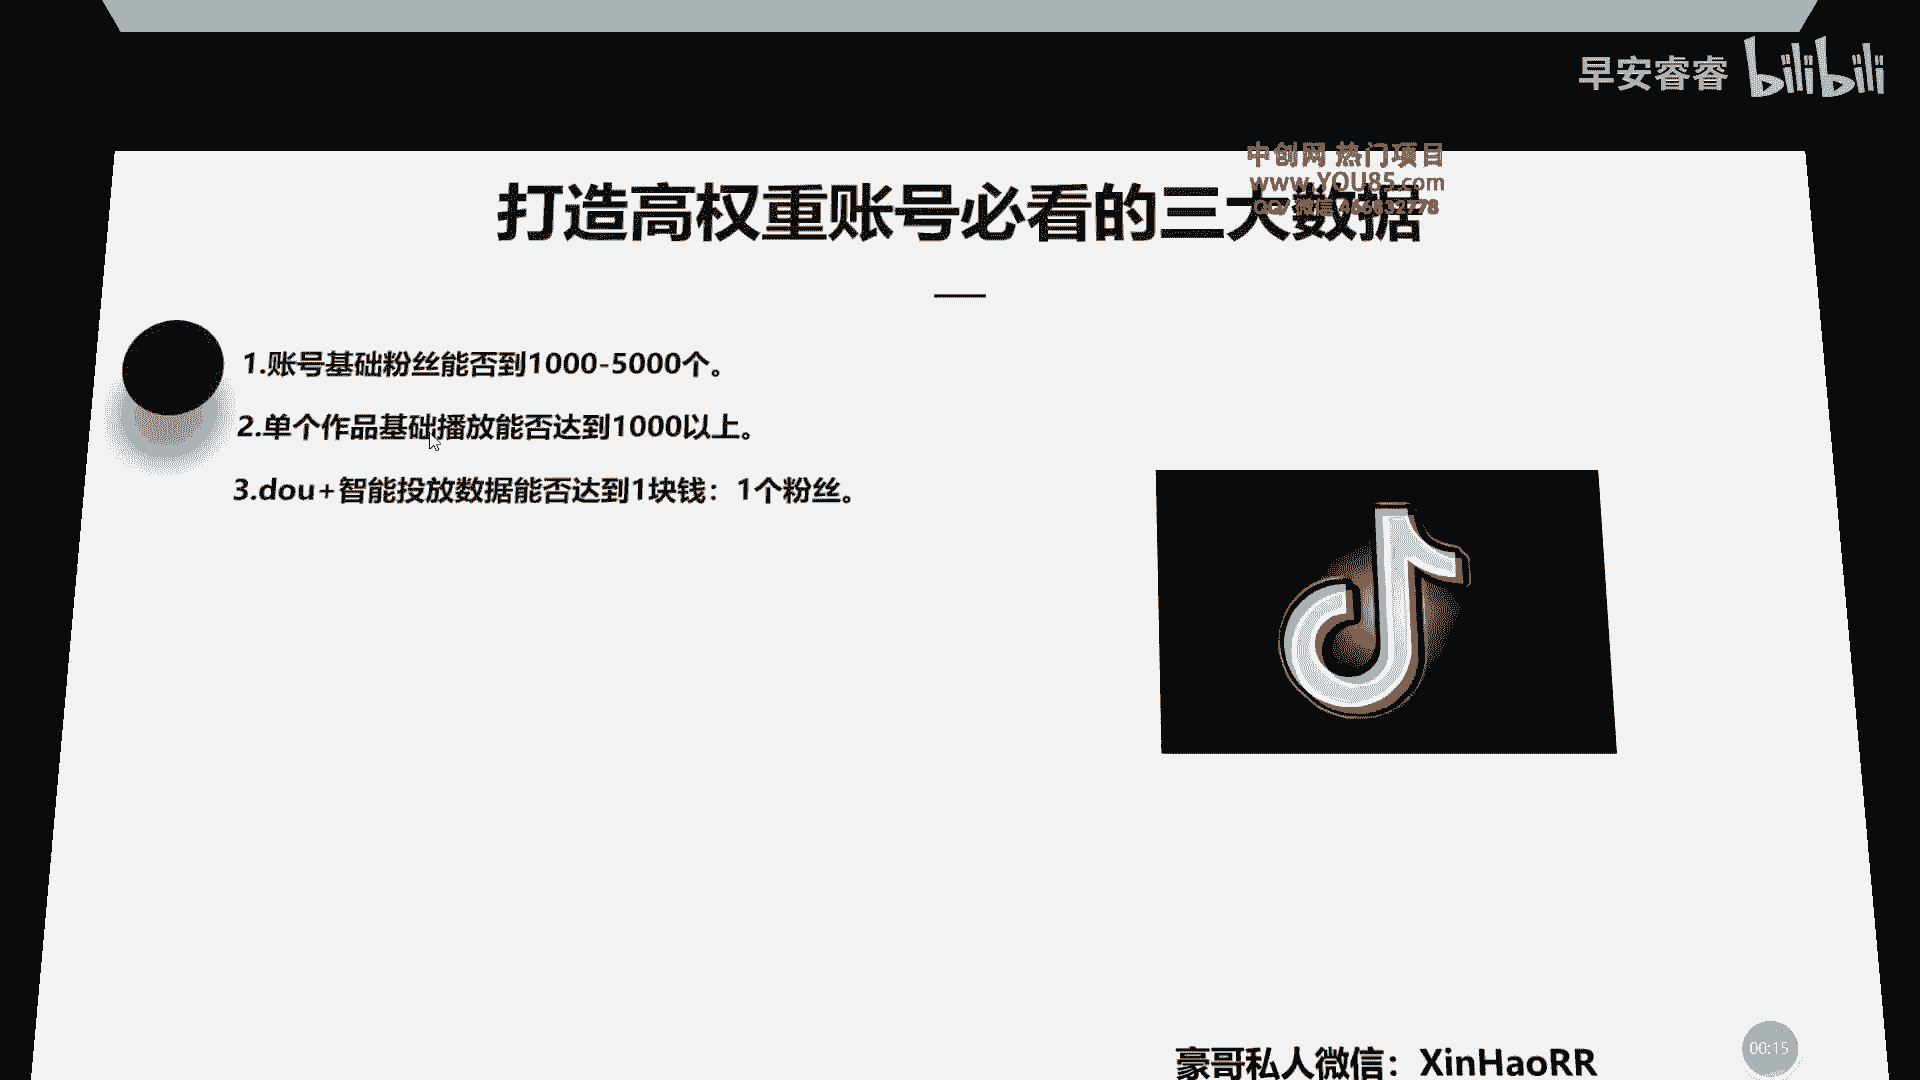 早安睿睿 bilibili
中创网 热门项目
www.YOU85.com
打造高权重账号必看的三大数据
1.账号基础粉丝能否到1000-5000个。
2.单个作品基础播放能否达到1000以上。
3.dou+智能投放数据能否达到1块钱：1个粉丝。
豪哥私人微信：XinHaoRR
00:15